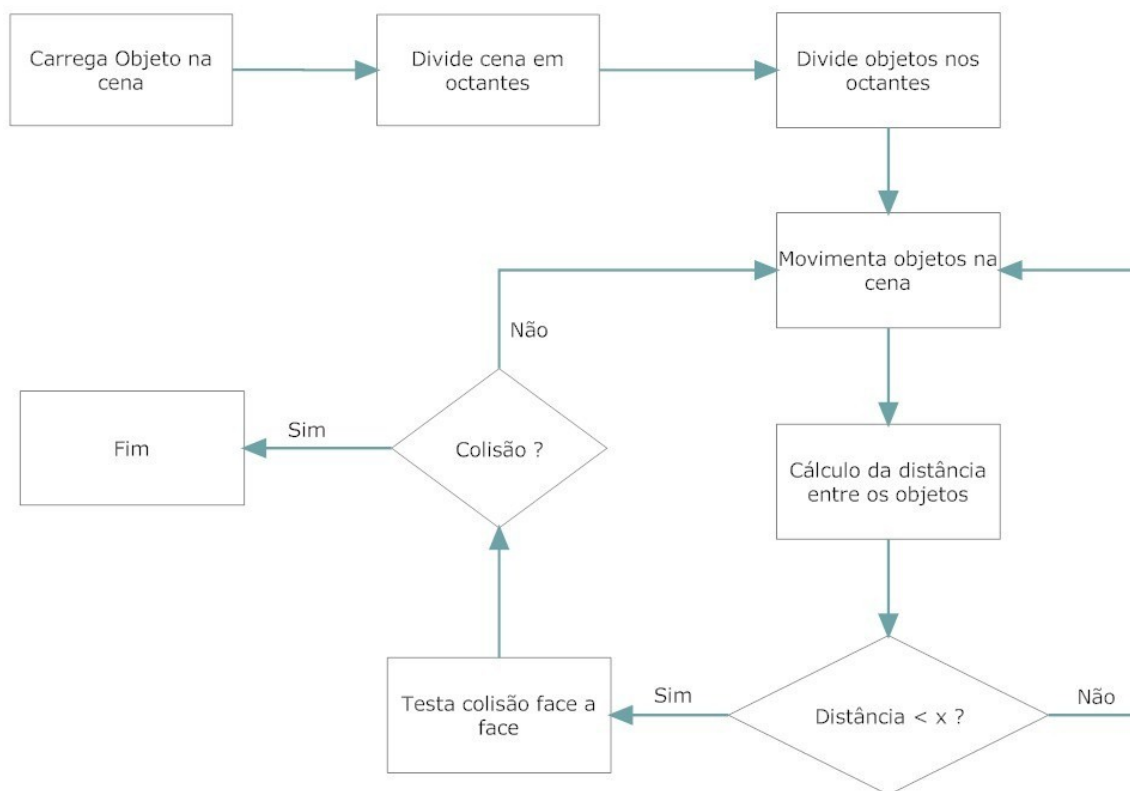 Carrega Objeto na
cena
Divide cena em
octantes
Divide objetos nos
octantes
Movimenta objetos na
cena
Não
Fim
Sim
Colisão ?
Cálculo da distância
entre os objetos
Testa colisão face a
face
Sim
Distância < x ?
Não